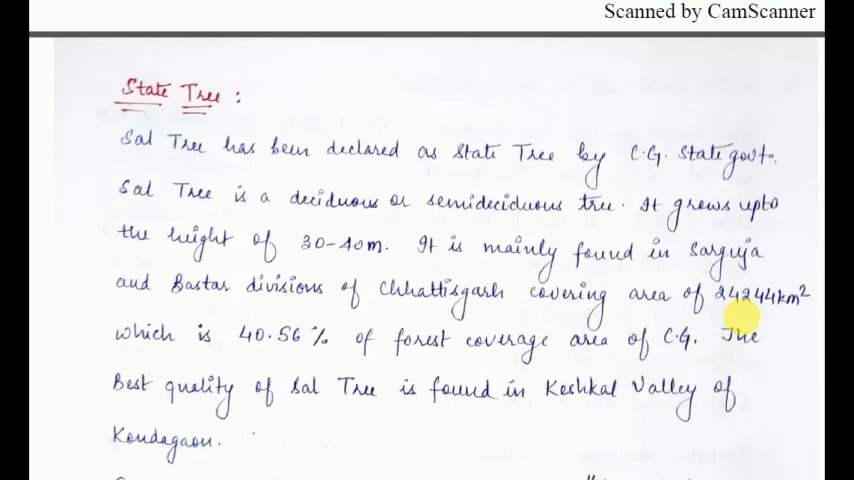 Scanned by CamScanner
State Tree :
Sal Tree has been declared as State Tree by C.G. State govt.
Sal Tree is a deciduous or semideciduous tree. It grows upto
the height of 30-40m. It is mainly found in Sarguja
and Bastar divisions of Chhattisgarh covering area of 24244km²
which is 40.56% of forest coverage area of C.G. The
Best quality of Sal Tree is found in Keshkal Valley of
Kondagaon.